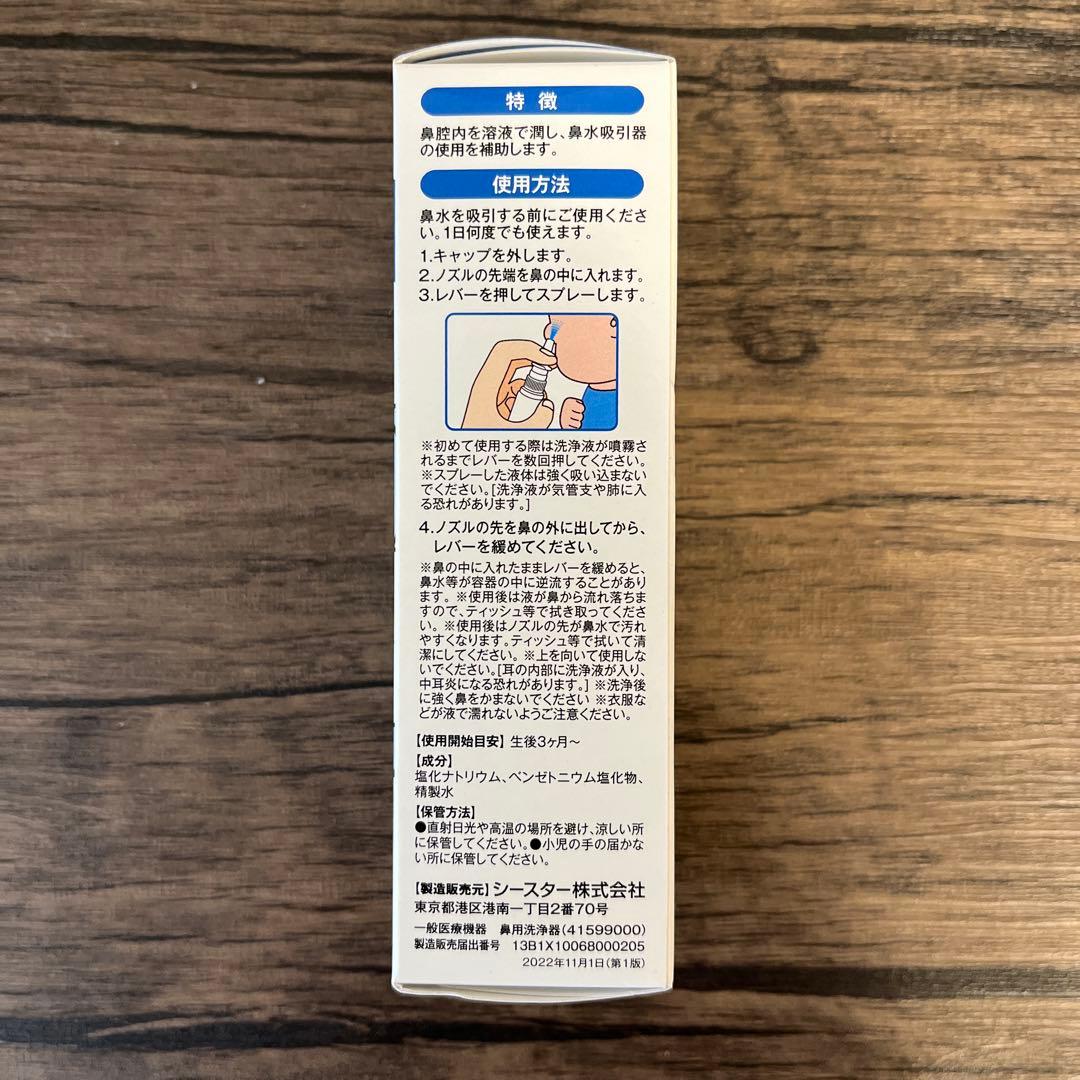 特徴
鼻腔内を溶液で潤し、鼻水吸引器
の使用を補助します。
使用方法
鼻水を吸引する前にご使用くださ
い。1日何度でも使えます。
1.キャップを外します。
2.ノズルの先端を鼻の中に入れます。
3.レバーを押してスプレーします。
※初めて使用する際は洗浄液が噴霧さ
れるまでレバーを数回押してください。
※スプレーした液体は強く吸い込まない
でください。[洗浄液が気管支や肺に入
る恐れがあります。]
4.ノズルの先を鼻の外に出してから、
レバーを緩めてください。
※鼻の中に入れたままレバーを緩めると、
鼻水等が容器の中に逆流することがあり
ます。※使用後は液が鼻から流れ落ちま
すので、ティッシュ等で拭き取ってくださ
い。※使用後はノズルの先が鼻水で汚れ
やすくなります。ティッシュ等で拭いて清
潔にしてください。※上を向いて使用しな
いでください。[耳の内部に洗浄液が入り、
中耳炎になる恐れがあります。]※洗浄後
に強く鼻をかまないでください ※衣服な
どが液で濡れないようご注意ください。
【使用開始目安】生後3ヶ月~
【成分】
塩化ナトリウム、ベンゼトニウム塩化物、
精製水
【保管方法】
●直射日光や高温の場所を避け、涼しい所
に保管してください。●小児の手の届かな
い所に保管してください。
【製造販売元】シースター株式会社
東京都港区港南一丁目2番70号
一般医療機器 鼻用洗浄器(41599000)
製造販売届出番号 13B1X10068000205
2022年11月1日(第1版)